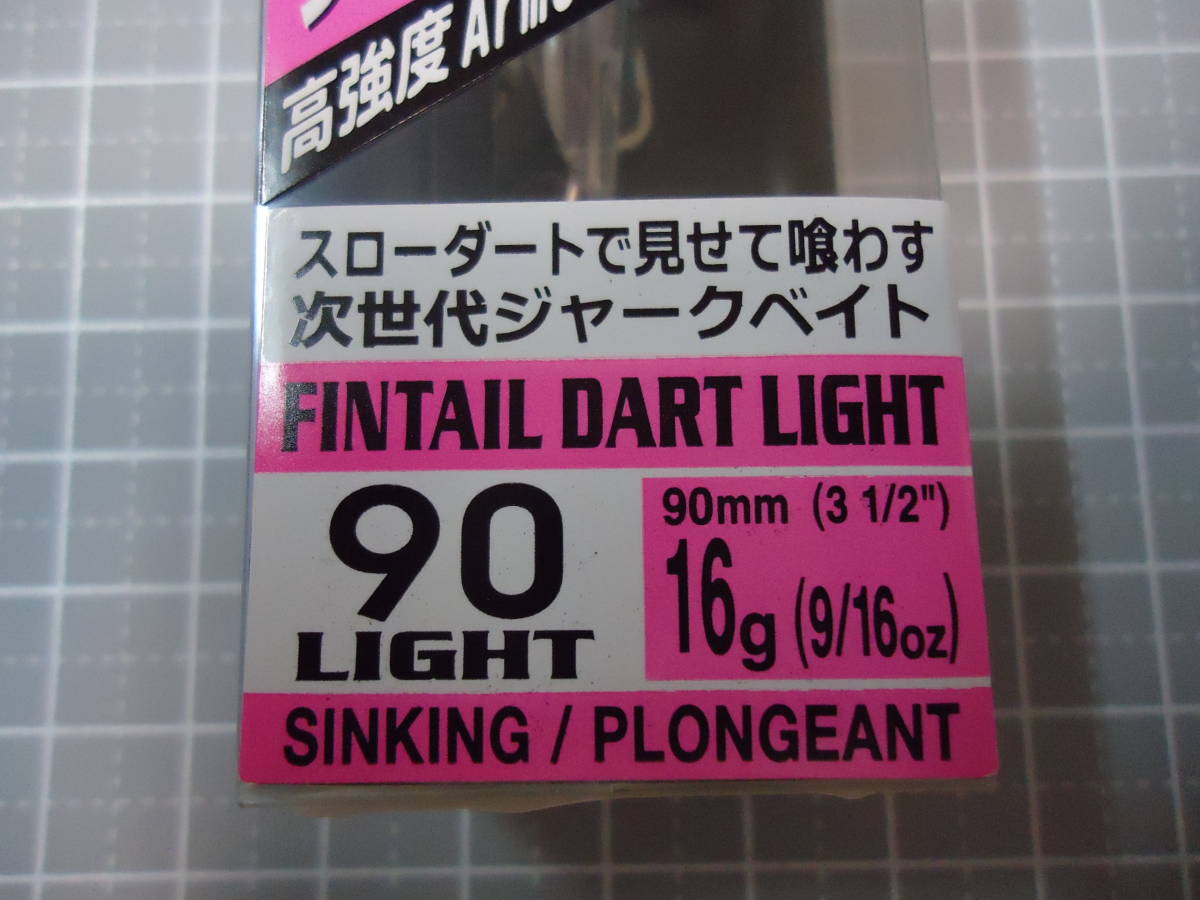 高強度
スローダートで見せて喰わす
次世代ジャークベイト
FINTAIL DART LIGHT
90
LIGHT
90mm (3 1/2")
16g (9/16oz)
SINKING / PLONGEANT